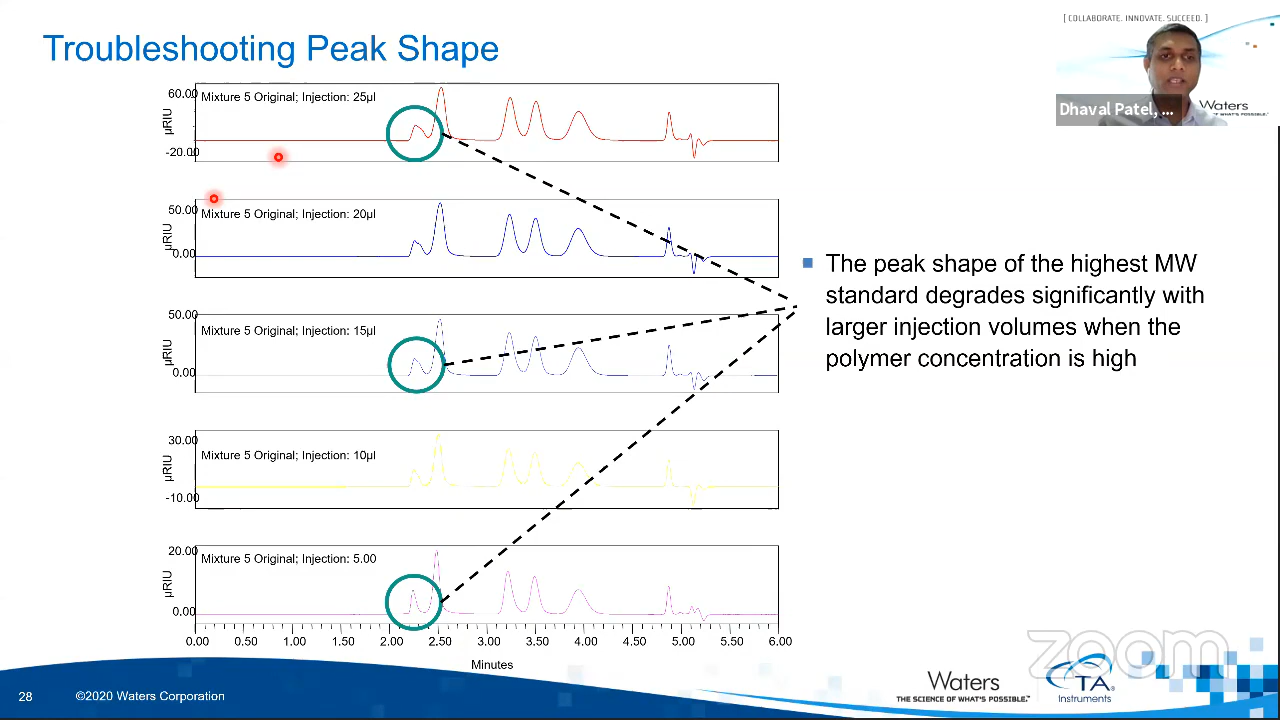 [ COLLABORATE. INNOVATE. SUCCEED. ]
Troubleshooting Peak Shape
Dhaval Patel, ...
Waters
OF WHAT'S POSSIBLE.™
60.00
µRIU
-20.00
Mixture 5 Original; Injection: 25µl
50.00
µRIU
0.00
Mixture 5 Original; Injection: 20µl
50.00
µRIU
0.00
Mixture 5 Original; Injection: 15µl
30.00
µRIU
-10.00
Mixture 5 Original; Injection: 10µl
20.00
µRIU
0.00
Mixture 5 Original; Injection: 5.00
0.00 0.50 1.00 1.50 2.00 2.50 3.00 3.50 4.00 4.50 5.00 5.50 6.00
Minutes
The peak shape of the highest MW
standard degrades significantly with
larger injection volumes when the
polymer concentration is high
zoom
28
©2020 Waters Corporation
Waters
THE SCIENCE OF WHAT'S POSSIBLE.™
TA
Instruments